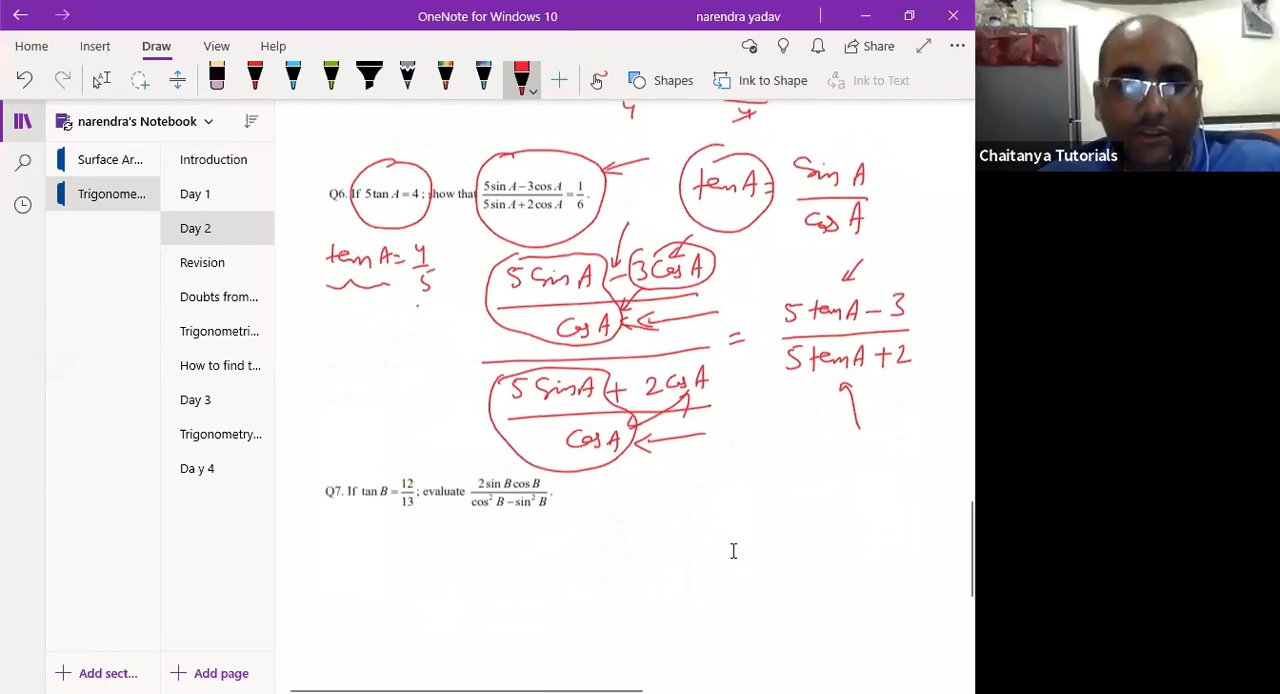 OneNote for Windows 10
narendra yadav
Home Insert Draw View Help
Share
Shapes Ink to Shape Ink to Text
narendra's Notebook
Surface Ar...
Trigonome...
Introduction
Day 1
Day 2
Revision
Doubts from...
Trigonometri...
How to find t...
Day 3
Trigonometry...
Da y 4
Add sect...
Add page
Chaitanya Tutorials
4
Q6. If 5 tan A = 4 ; show that (5 sin A − 3 cos A)/(5 sin A + 2 cos A) = 1/6 .
tan A = Sin A / Cos A
tan A = 4/5
5 Sin A − 3 Cos A
Cos A
5 Sin A + 2 Cos A
Cos A
= (5 tan A − 3)/(5 tan A + 2)
Q7. If tan B = 12/13 ; evaluate (2 sin B cos B)/(cos² B − sin² B) .